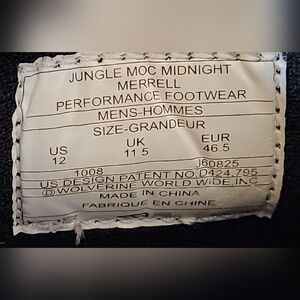 JUNGLE MOC MIDNIGHT
MERRELL
PERFORMANCE FOOTWEAR
MENS-HOMMES
SIZE-GRANDEUR
US UK EUR
12 11 5 46.5
1008 J60825
US DESIGN PATENT NO. D424,795
©WOLVERINE WORLD WIDE, INC
MADE IN CHINA
FABRIQUE EN CHINE